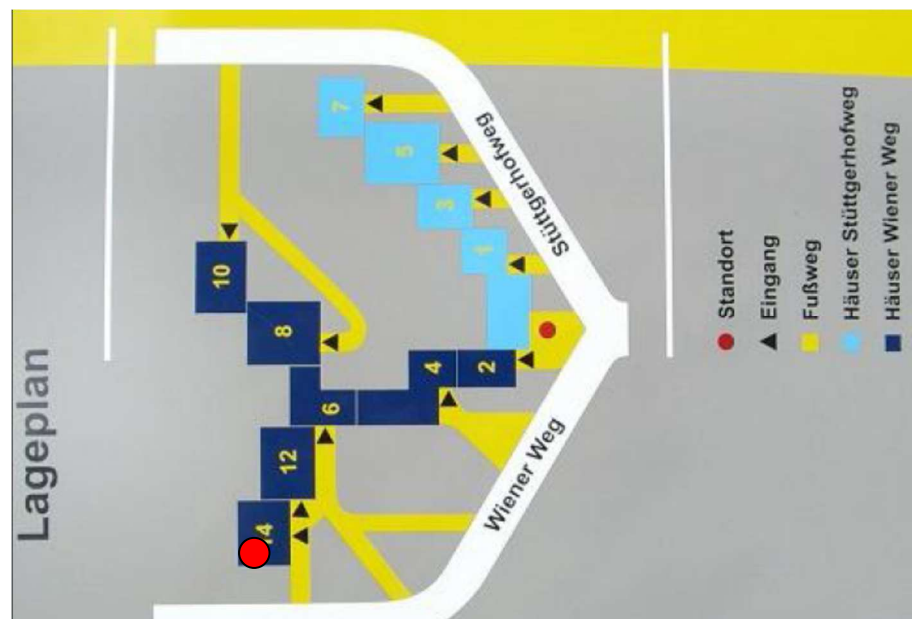 Lageplan
10
14
12
8
6
7
5
4
3
2
1
Wiener Weg
Stüttgerhofweg
Standort
Eingang
Fußweg
Häuser Stüttgerhofweg
Häuser Wiener Weg